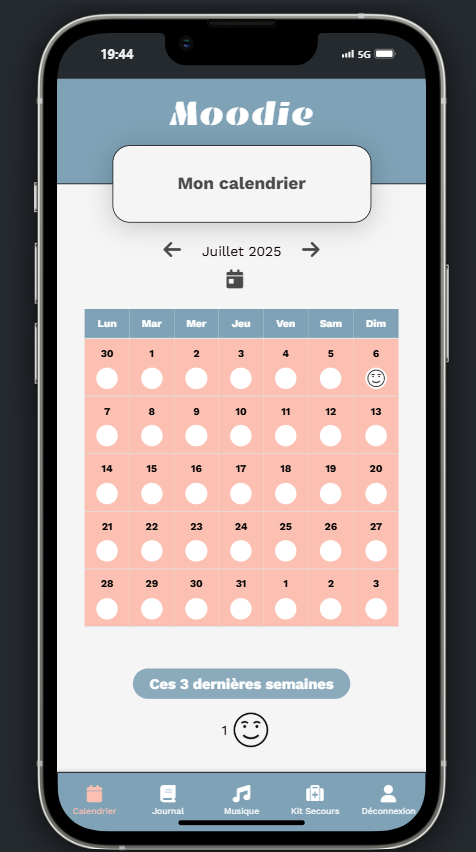 19:44 5G
Moodie
Mon calendrier
Juillet 2025
Lun Mar Mer Jeu Ven Sam Dim
30 1 2 3 4 5 6
7 8 9 10 11 12 13
14 15 16 17 18 19 20
21 22 23 24 25 26 27
28 29 30 31 1 2 3
Ces 3 dernières semaines
1
Calendrier Journal Musique Kit Secours Déconnexion